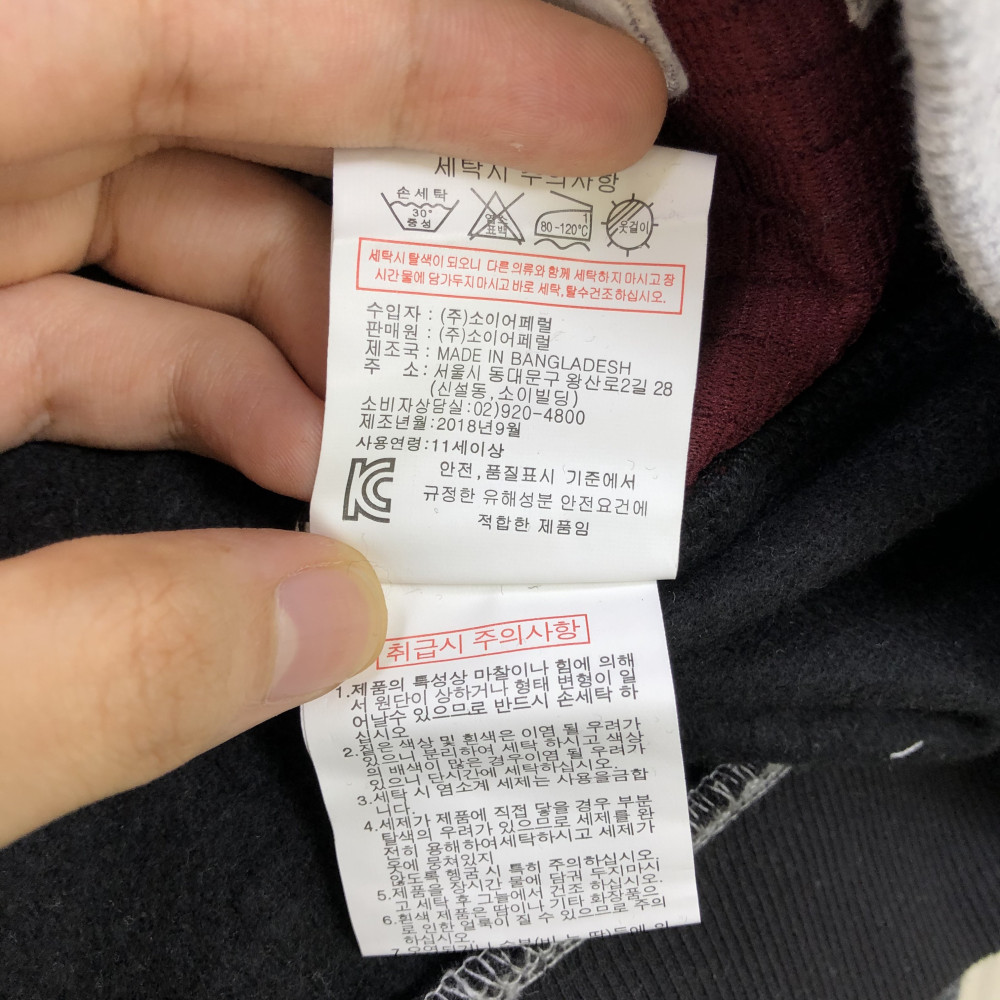 세탁시 주의사항
손세탁
30°
중성
염소
표백
1
80-120℃
옷걸이
세탁시 탈색이 되오니 다른 의류와 함께 세탁하지 마시고 장
시간 물에 담가두지 마시고 바로 세탁,탈수건조 하십시오.
수입자 : (주)소이어페럴
판매원 : (주)소이어페럴
제조국 : MADE IN BANGLADESH
주 소 : 서울시 동대문구 왕산로2길 28
(신설동,소이빌딩)
소비자상담실:02)920-4800
제조년월:2018년9월
사용연령:11세이상
안전,품질표시 기준에서
규정한 유해성분 안전요건에
적합한 제품임
취급시 주의사항
1.제품의 특성상 마찰이나 힘에 의해
서 원단이 상하거나 형태 변형이 일
어날수 있으므로 반드시 손세탁 하
십시오
2.짙은 색상 및 흰색은 이염 될 우려가
있으니 분리하여 세탁 하시고 색상
의 배색이 많은 경우이염 될 우려가
있으니 단시간에 세탁하십시오.
3.세탁 시 염소계 세제는 사용을금합
니다.
4.세제가 제품에 직접 닿을 경우 부분
탈색의 우려가 있으므로 세제를 완
전히 용해하여세탁하시고 세제가
옷에 뭉쳐있지
않도록 헹굼 시 특히 주의하십시오.
5.제품을 장시간 물에 담궈 두지마시
고 세탁 후 그늘에서 건조 하십시오.
6.흰색 제품은 땀이나 기타 화장품으
로 인한 얼룩이 질 수 있으므로 주의
하십시오.
7.